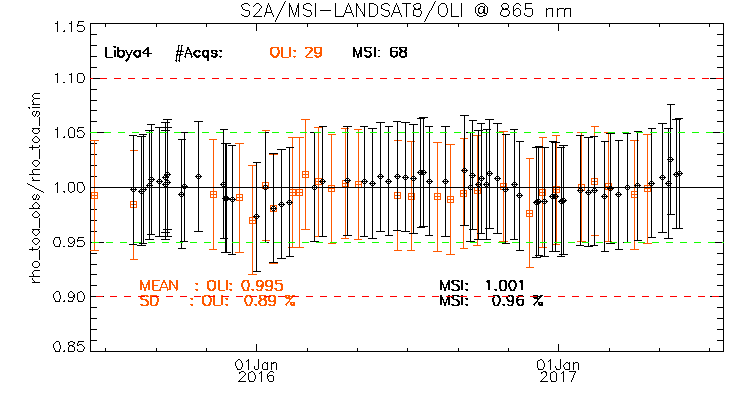 S2A/MSI-LANDSAT8/OLI @ 865 nm
1.15
Libya4 #Acqs: OLI: 29 MSI: 68
1.10
1.05
1.00
0.95
0.90
0.85
rho_toa_obs/rho_toa_sim
MEAN : OLI: 0.995 MSI: 1.001
SD : OLI: 0.89 % MSI: 0.96 %
01Jan 01Jan
2016 2017